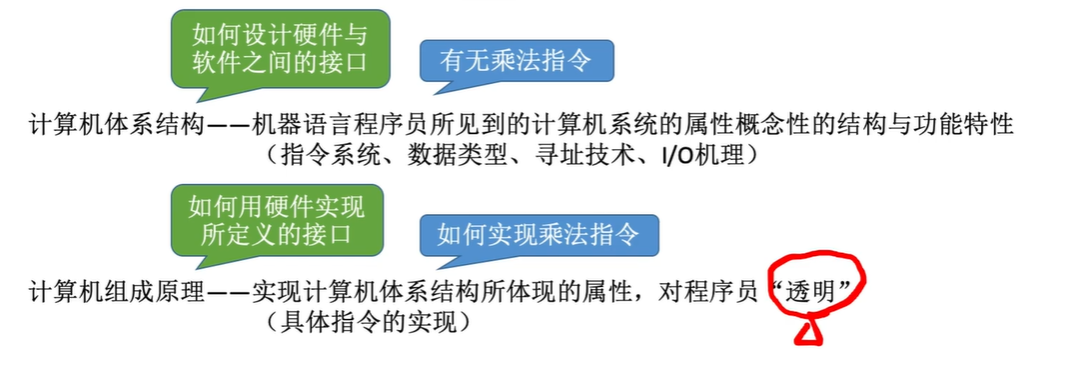 如何设计硬件与
软件之间的接口
有无乘法指令
计算机体系结构——机器语言程序员所见到的计算机系统的属性概念性的结构与功能特性
（指令系统、数据类型、寻址技术、I/O机理）
如何用硬件实现
所定义的接口
如何实现乘法指令
计算机组成原理——实现计算机体系结构所体现的属性，对程序员“透明”
（具体指令的实现）